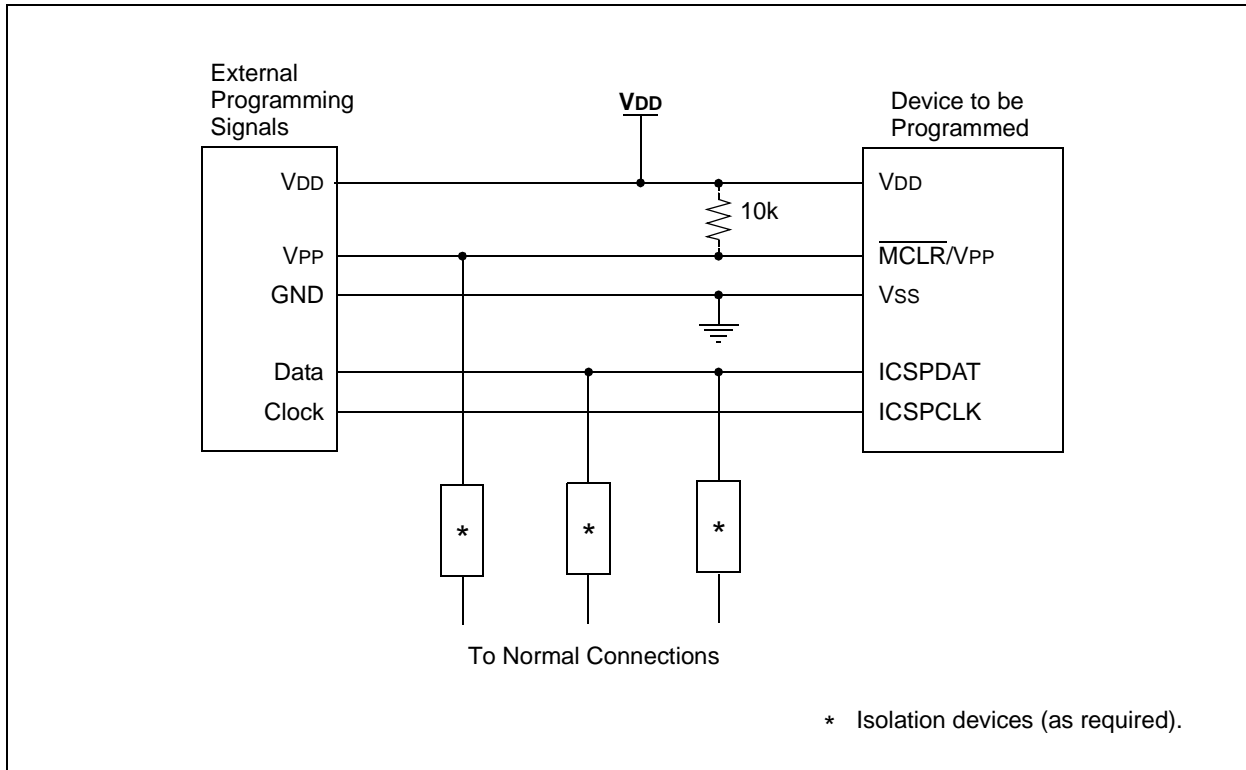 External
Programming
Signals
VDD
Device to be
Programmed
VDD
VDD
10k
VPP
MCLR/VPP
GND
VSS
Data
ICSPDAT
Clock
ICSPCLK
*
*
*
To Normal Connections
* Isolation devices (as required).